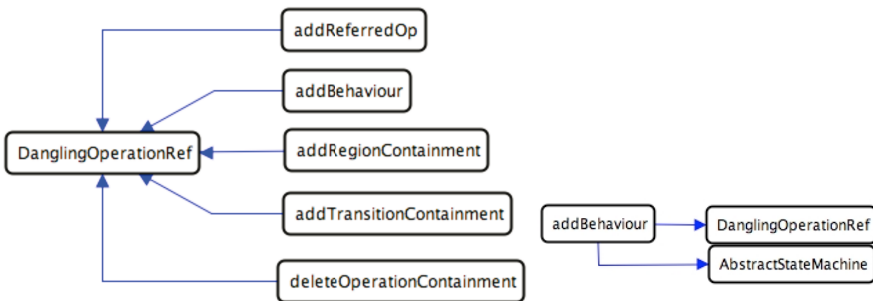 addReferredOp
addBehaviour
DanglingOperationRef
addRegionContainment
addTransitionContainment
deleteOperationContainment
addBehaviour
DanglingOperationRef
AbstractStateMachine